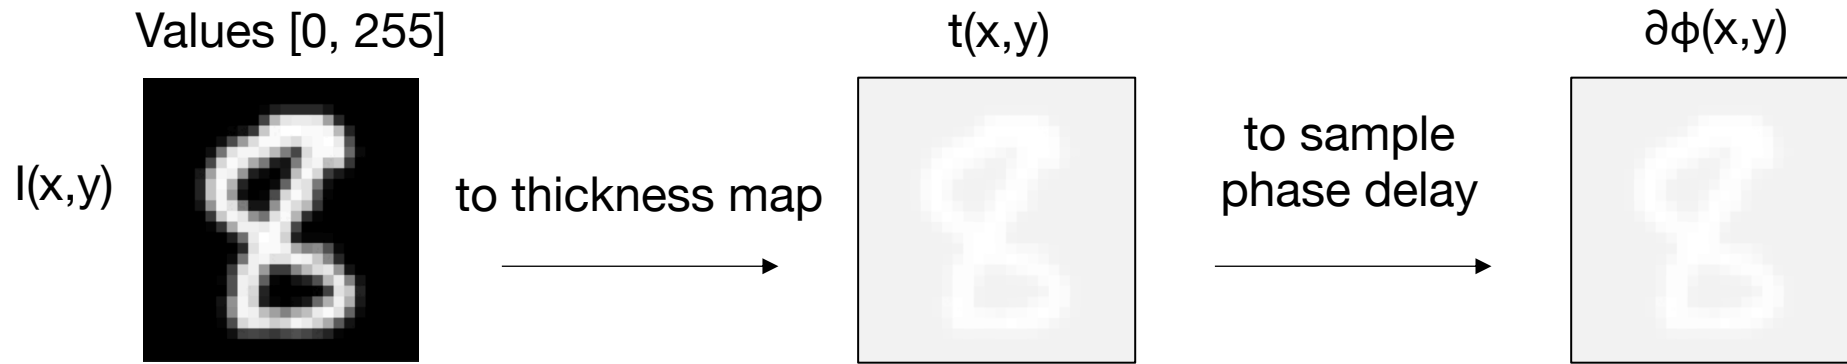 Values [0, 255]
I(x,y)
to thickness map
t(x,y)
to sample
phase delay
∂ϕ(x,y)